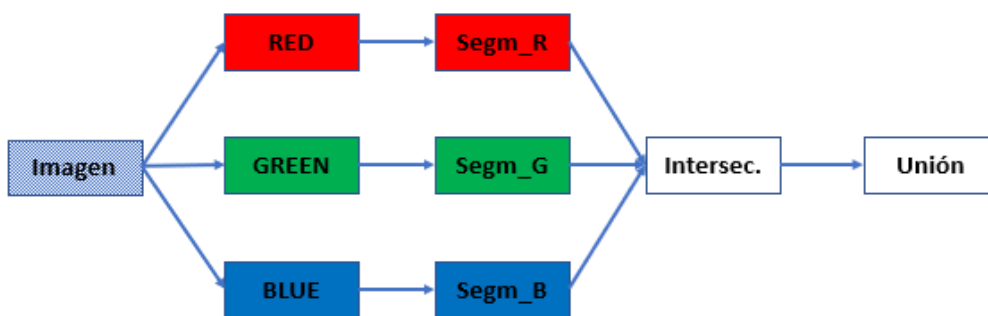 RED
Segm_R
Imagen
GREEN
Segm_G
Intersec.
Unión
BLUE
Segm_B